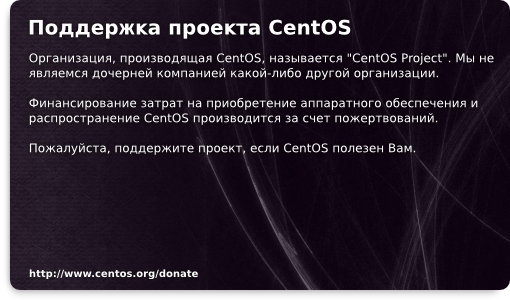 Поддержка проекта CentOS
Организация, производящая CentOS, называется "CentOS Project". Мы не
являемся дочерней компанией какой-либо другой организации.
Финансирование затрат на приобретение аппаратного обеспечения и
распространение CentOS производится за счет пожертвований.
Пожалуйста, поддержите проект, если CentOS полезен Вам.
http://www.centos.org/donate